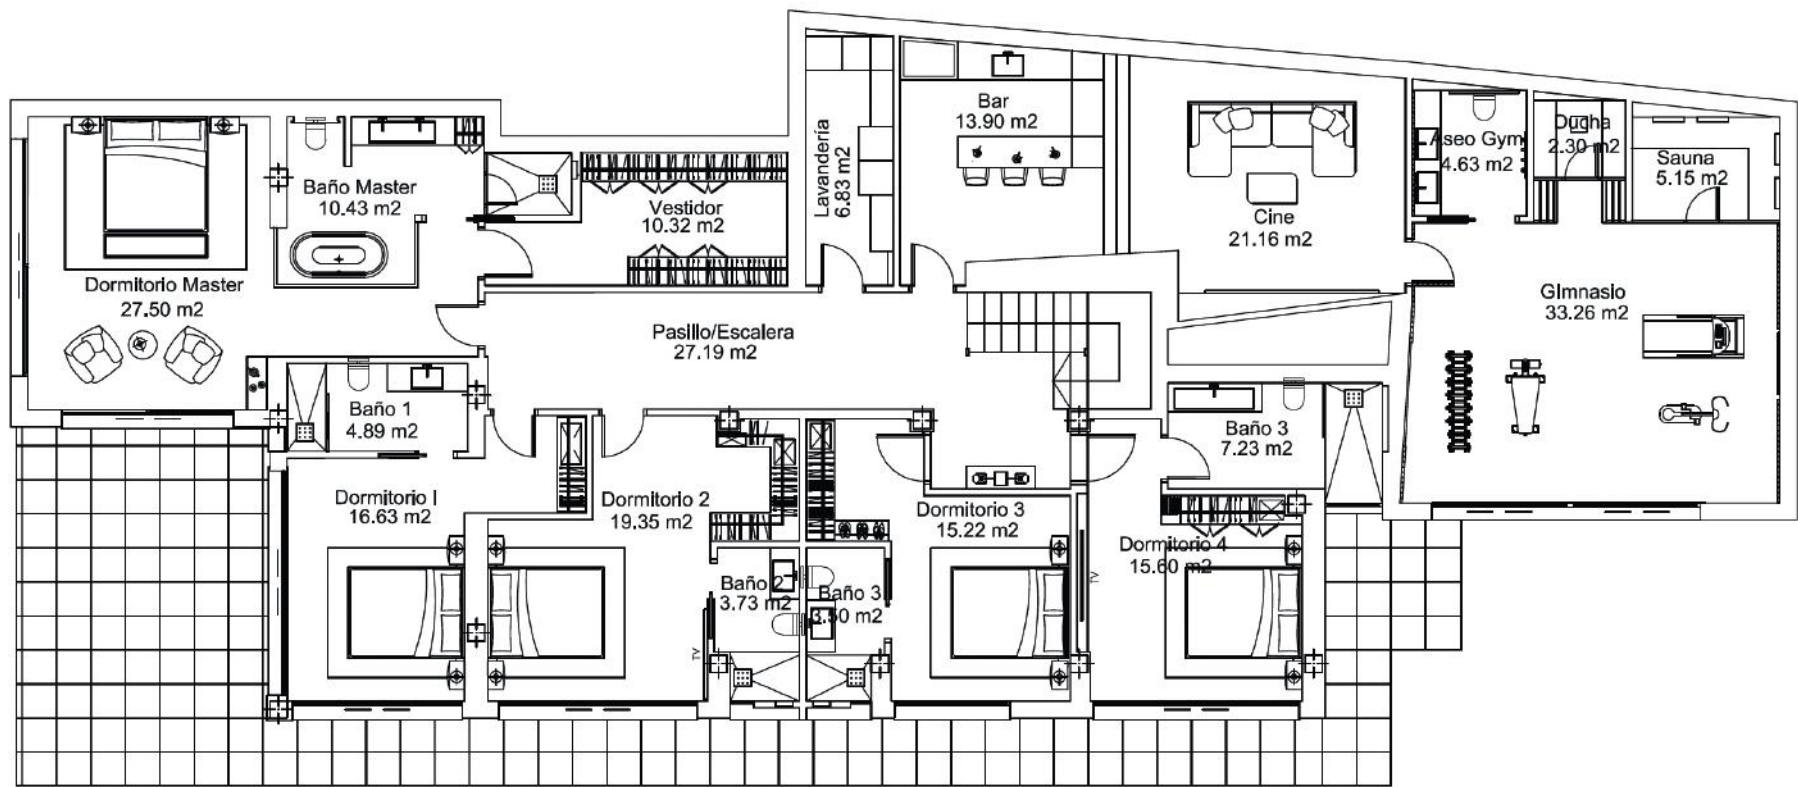 Bar
13.90 m2
Lavandería
6.83 m2
Aseo Gym
4.63 m2
Ducha
2.30 m2
Sauna
5.15 m2
Baño Master
10.43 m2
Vestidor
10.32 m2
Cine
21.16 m2
Dormitorio Master
27.50 m2
GImnasio
33.26 m2
Pasillo/Escalera
27.19 m2
Baño 1
4.89 m2
Baño 3
7.23 m2
Dormitorio I
16.63 m2
Dormitorio 2
19.35 m2
Dormitorio 3
15.22 m2
Dormitorio 4
15.60 m2
TV
Baño 2
3.73 m2
Baño 3
3.50 m2
TV